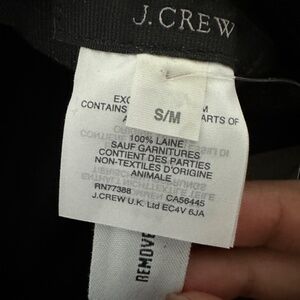 J.CREW
S/M
EXC
M
CONTAINS
ARTS OF
100% LAINE
SAUF GARNITURES
CONTIENT DES PARTIES
NON-TEXTILES D'ORIGINE
ANIMALE
RN77388 CA56445
J.CREW U.K. Ltd EC4V 6JA
REMOVE